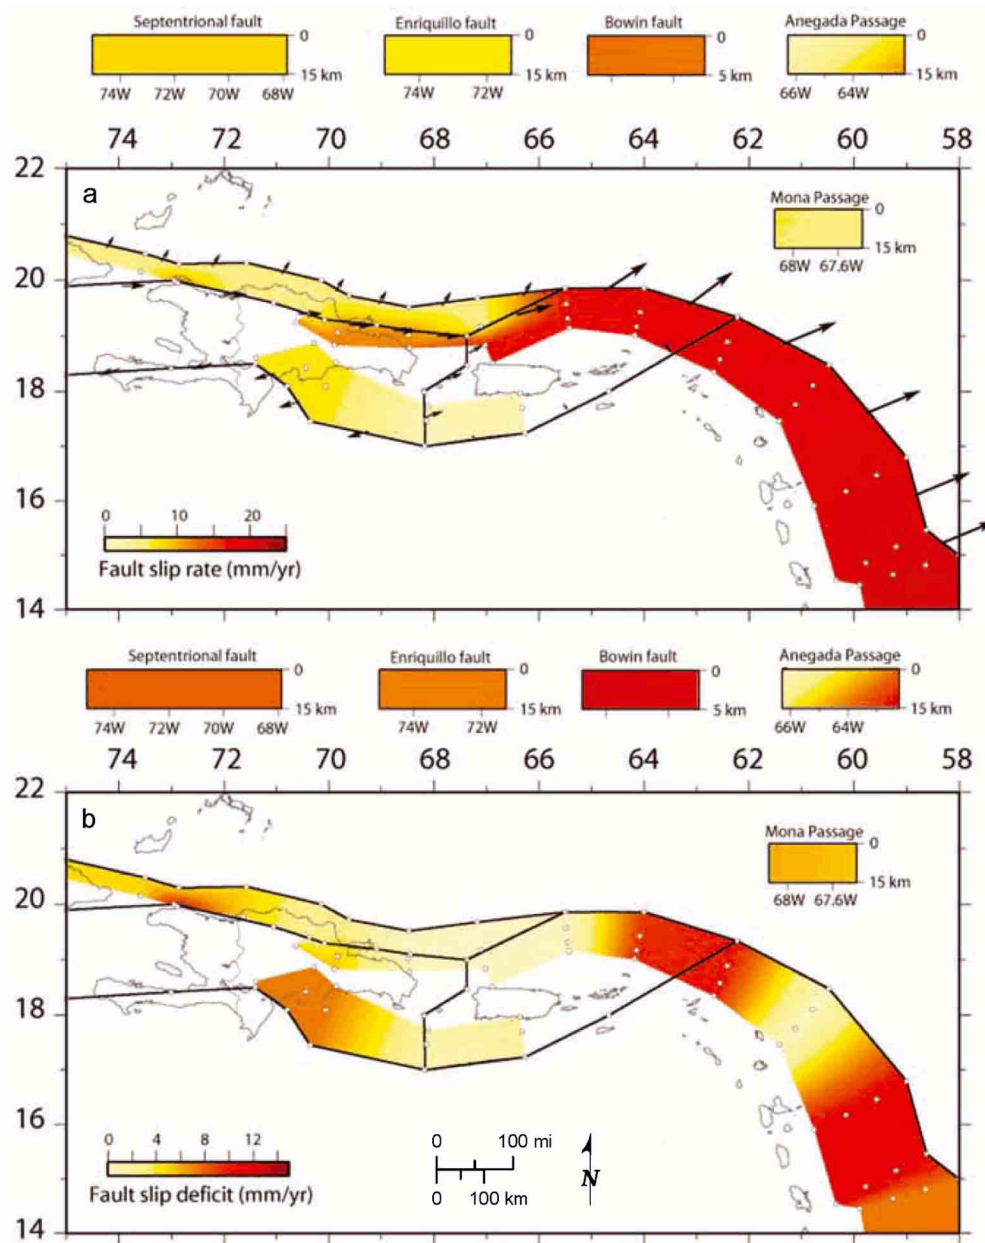 Septentrional fault
Enriquillo fault
Bowin fault
Anegada Passage
0
15 km
74W 72W 70W 68W
0
15 km
74W 72W
0
5 km
0
15 km
66W 64W
74 72 70 68 66 64 62 60 58
22
20
18
16
14
a
Mona Passage
0
15 km
68W 67.6W
0 10 20
Fault slip rate (mm/yr)
Septentrional fault
Enriquillo fault
Bowin fault
Anegada Passage
0
15 km
74W 72W 70W 68W
0
15 km
74W 72W
0
5 km
0
15 km
66W 64W
74 72 70 68 66 64 62 60 58
22
20
18
16
14
b
Mona Passage
0
15 km
68W 67.6W
0 4 8 12
Fault slip deficit (mm/yr)
0 100 mi
0 100 km
N